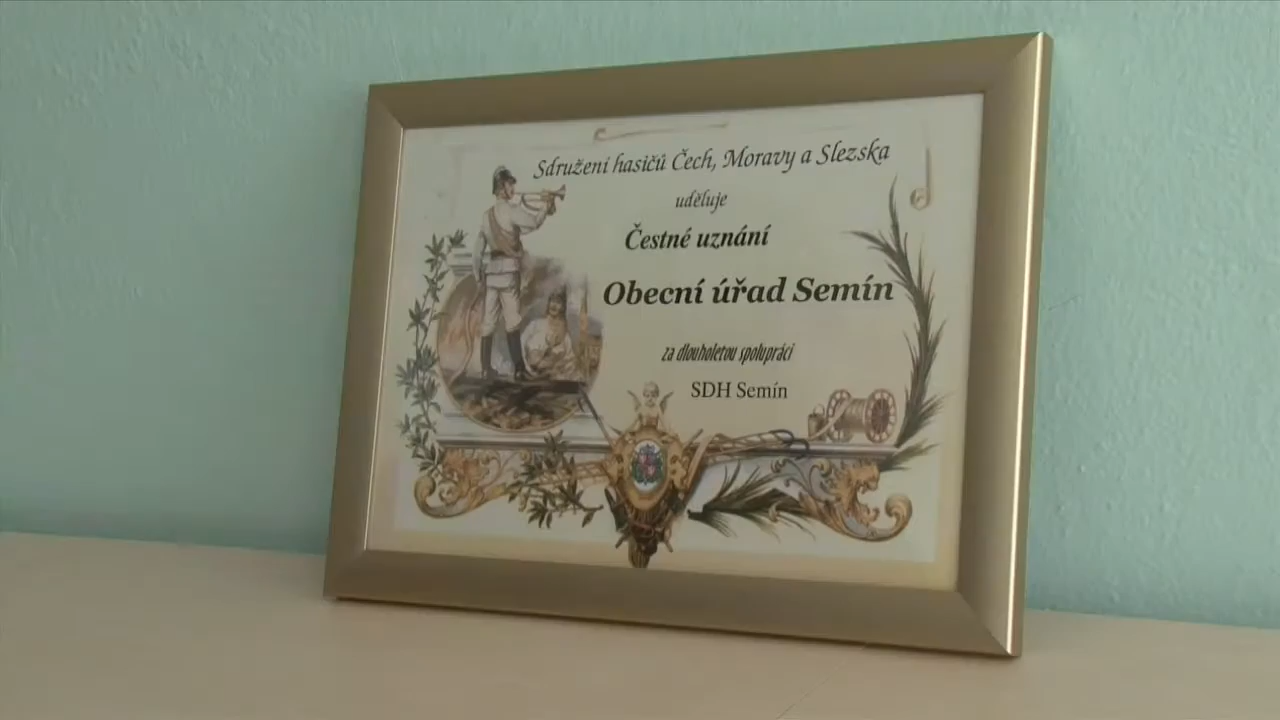 Sdružení hasičů Čech, Moravy a Slezska
uděluje
Čestné uznání
Obecní úřad Semín
za dlouholetou spolupráci
SDH Semín